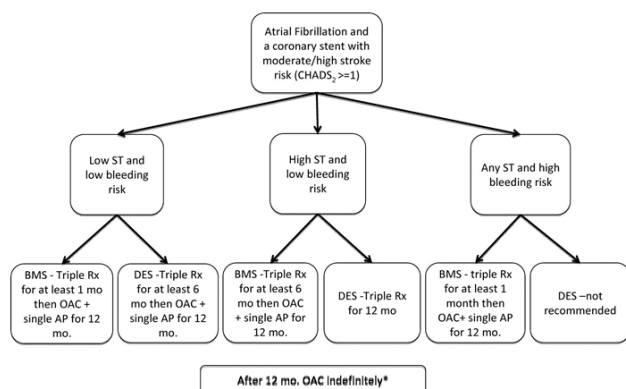 Atrial Fibrillation and
a coronary stent with
moderate/high stroke
risk (CHADS2 >=1)
Low ST and
low bleeding
risk
High ST and
low bleeding
risk
Any ST and high
bleeding risk
BMS - Triple Rx
for at least 1 mo
then OAC +
single AP for 12
mo.
DES -Triple Rx
for at least 6
mo then OAC +
single AP for 12
mo.
BMS -Triple Rx
for at least 6
mo then OAC
+ single AP for
12 mo.
DES -Triple Rx
for 12 mo
BMS - triple Rx
for at least 1
month then
OAC+ single
AP for 12 mo.
DES –not
recommended
After 12 mo. OAC indefinitely*